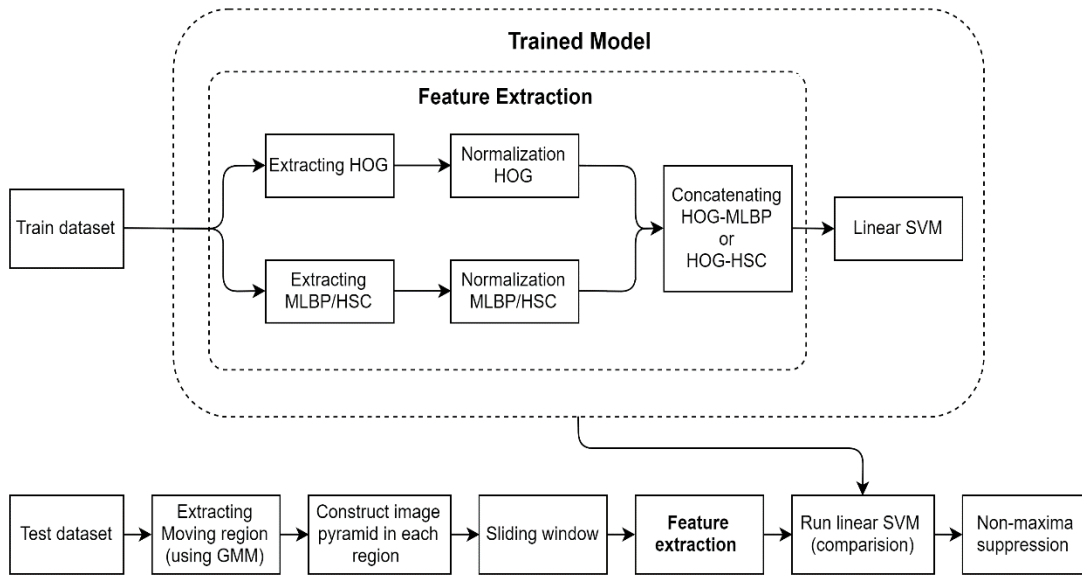 Trained Model
Feature Extraction
Extracting HOG
Normalization
HOG
Train dataset
Concatenating
HOG-MLBP
or
HOG-HSC
Linear SVM
Extracting
MLBP/HSC
Normalization
MLBP/HSC
Test dataset
Extracting
Moving region
(using GMM)
Construct image
pyramid in each
region
Sliding window
Feature
extraction
Run linear SVM
(comparision)
Non-maxima
suppression